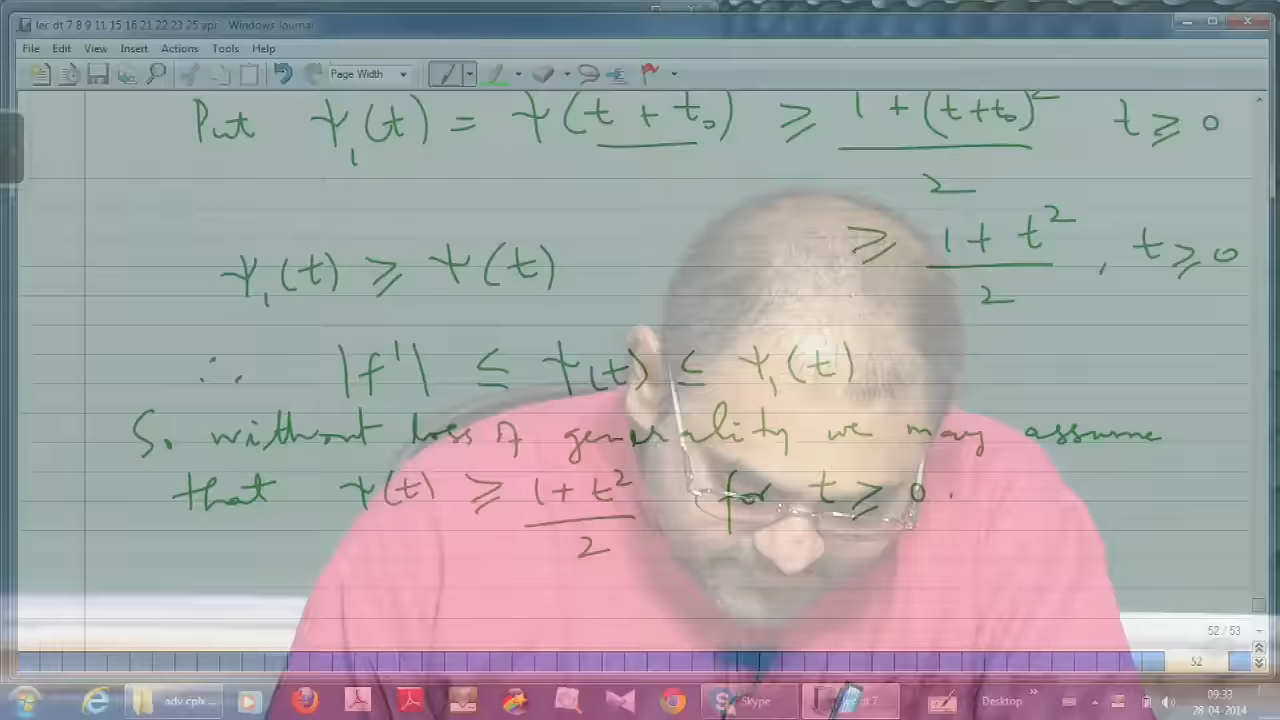 lec dt 7 8 9 11 15 16 21 22 23 25 apr - Windows Journal
File Edit View Insert Actions Tools Help
Page Width
Put ψ₁(t) = ψ(t + t₀) ≥ (1 + (t+t₀)²)/2 t ≥ 0
≥ (1 + t²)/2 , t ≥ 0
ψ₁(t) ≥ ψ(t)
∴ |f'| ≤ ψ(t) ≤ ψ₁(t)
So without loss of generality we may assume
that ψ(t) ≥ (1 + t²)/2 for t ≥ 0.
52 / 53
52
adv cplx ...
Skype
Desktop
09:33
28-04-2014